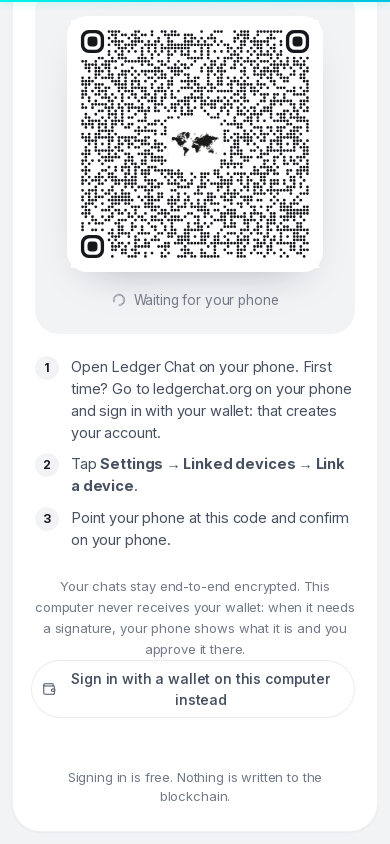 Waiting for your phone
1 Open Ledger Chat on your phone. First
time? Go to ledgerchat.org on your phone
and sign in with your wallet: that creates
your account.
2 Tap Settings → Linked devices → Link
a device.
3 Point your phone at this code and confirm
on your phone.
Your chats stay end-to-end encrypted. This
computer never receives your wallet: when it needs
a signature, your phone shows what it is and you
approve it there.
Sign in with a wallet on this computer
instead
Signing in is free. Nothing is written to the
blockchain.